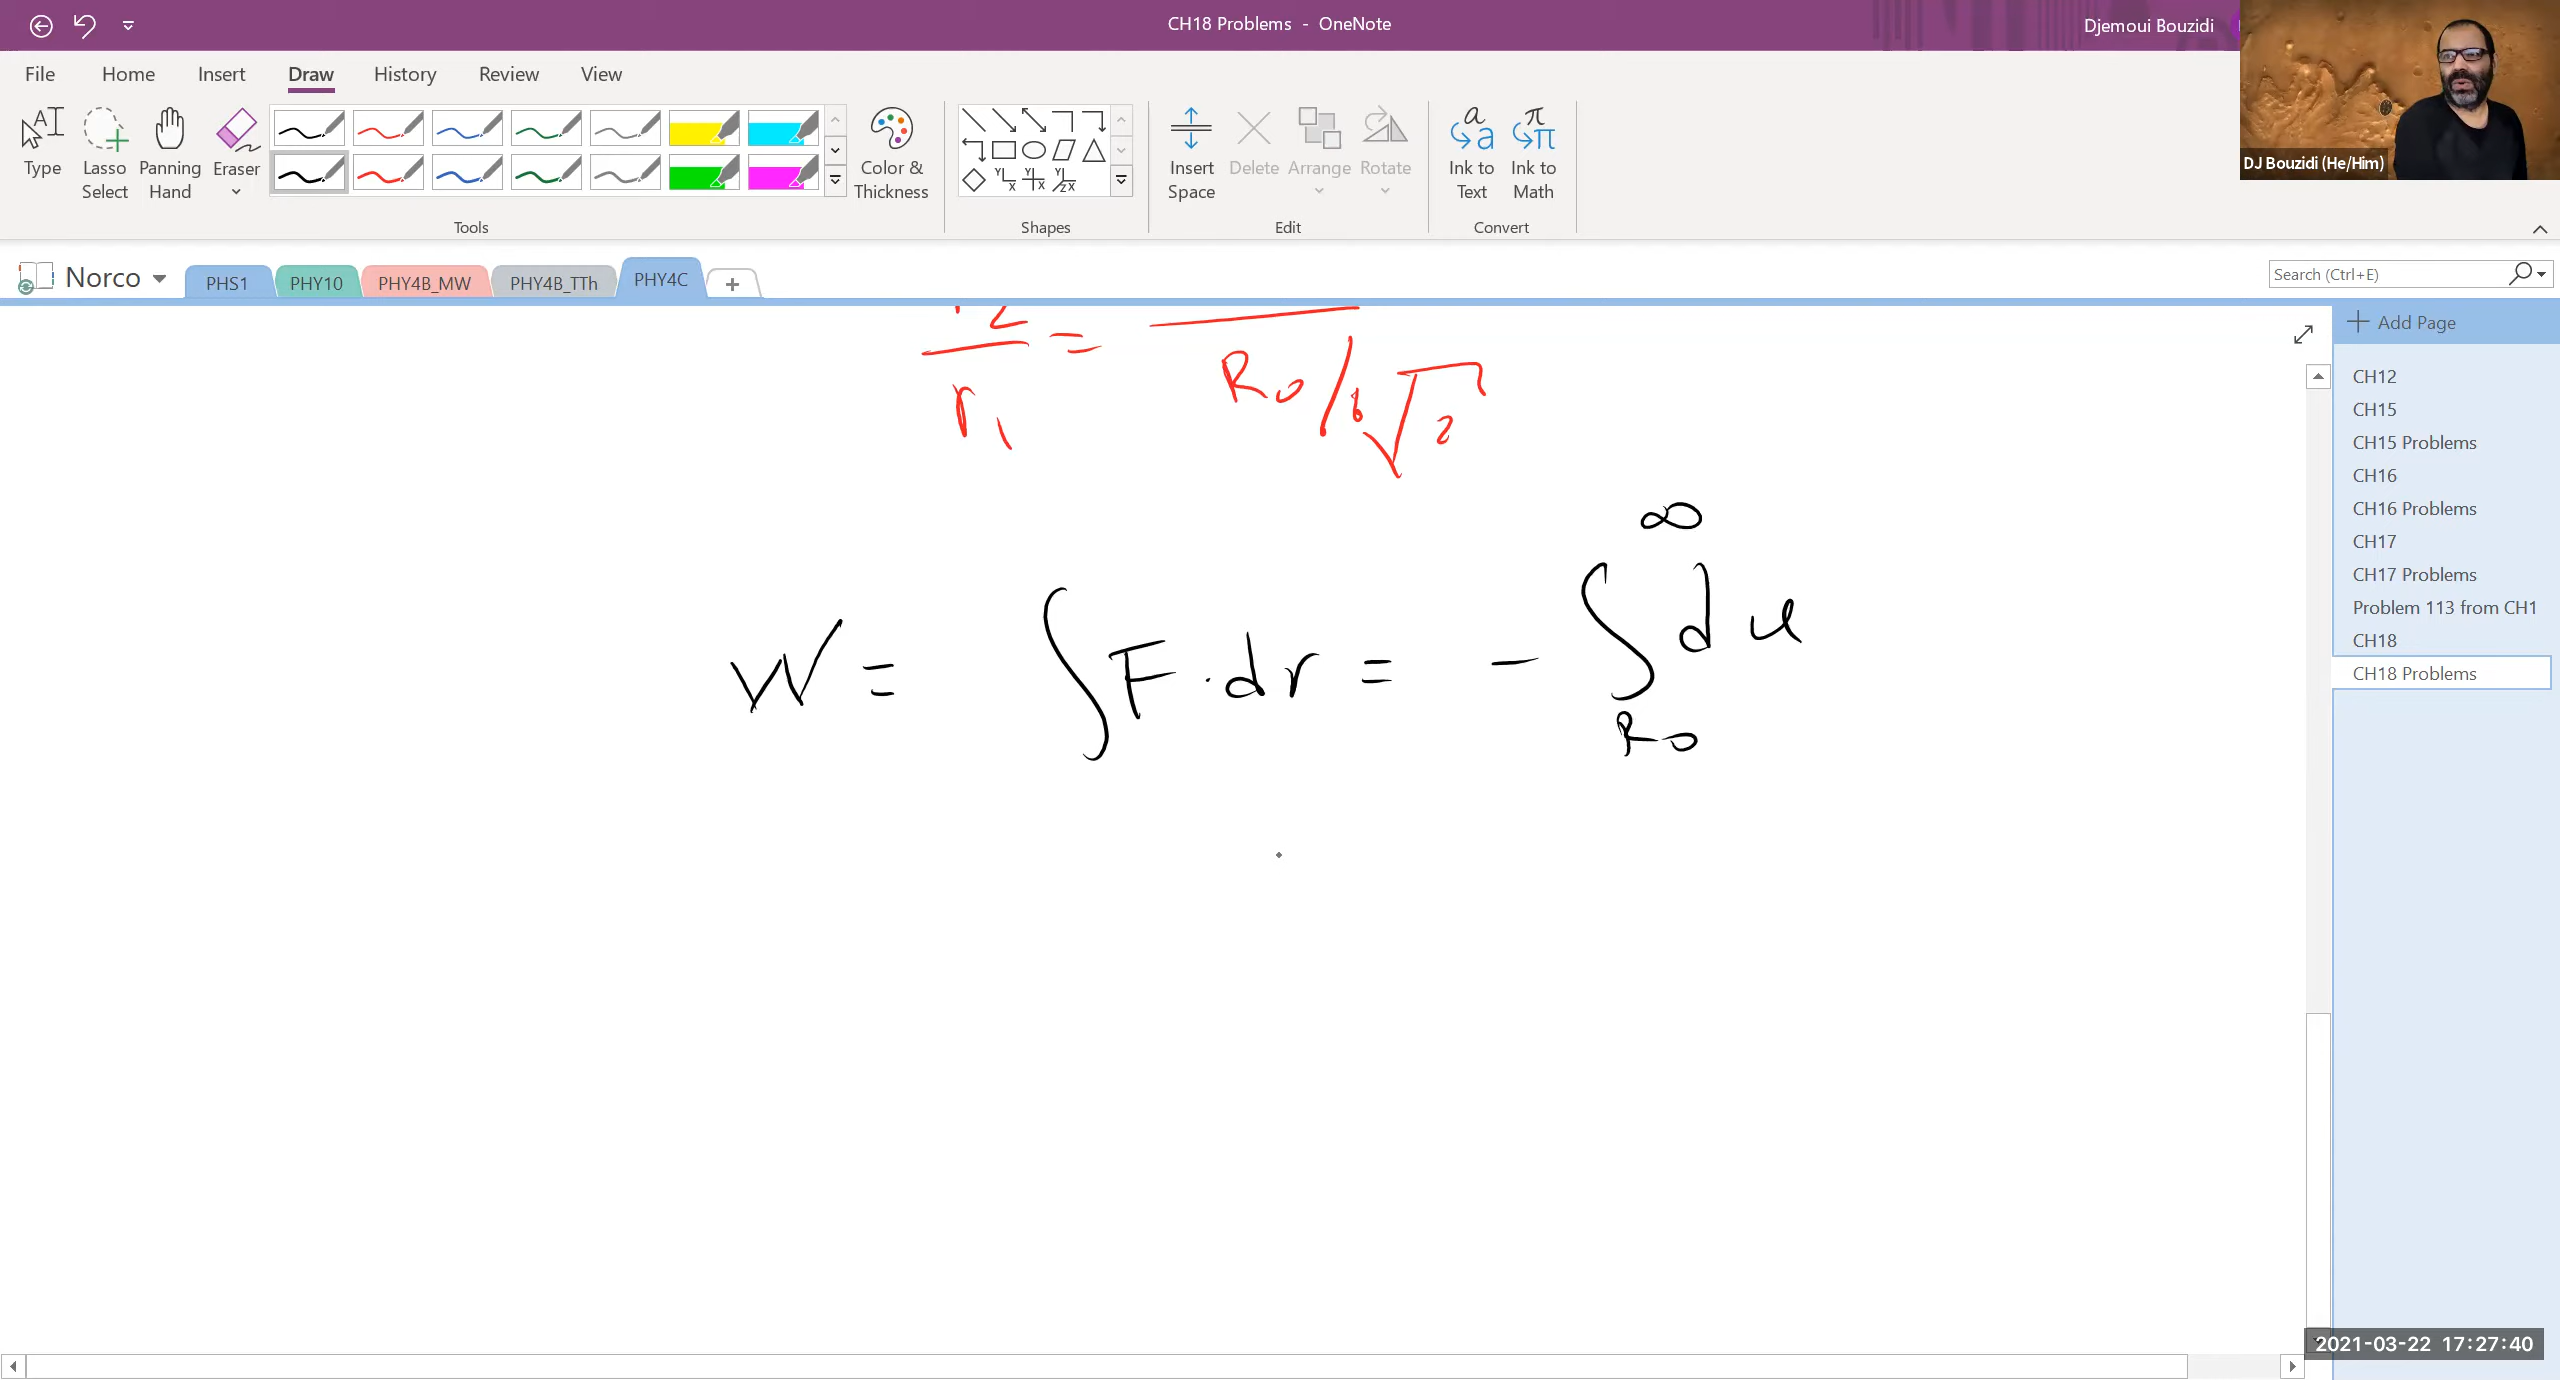 CH18 Problems - OneNote
Djemoui Bouzidi
File Home Insert Draw History Review View
Type
Lasso Select
Panning Hand
Eraser
Color & Thickness
Insert Space
Delete
Arrange
Rotate
Ink to Text
Ink to Math
Tools
Shapes
Edit
Convert
DJ Bouzidi (He/Him)
Norco PHS1 PHY10 PHY4B_MW PHY4B_TTh PHY4C +
Search (Ctrl+E)
Add Page
CH12
CH15
CH15 Problems
CH16
CH16 Problems
CH17
CH17 Problems
Problem 113 from CH1
CH18
CH18 Problems
r₁ = R₀/⁶√2
W = ∫F·dr = -∫_{R₀}^{∞} du
2021-03-22 17:27:40